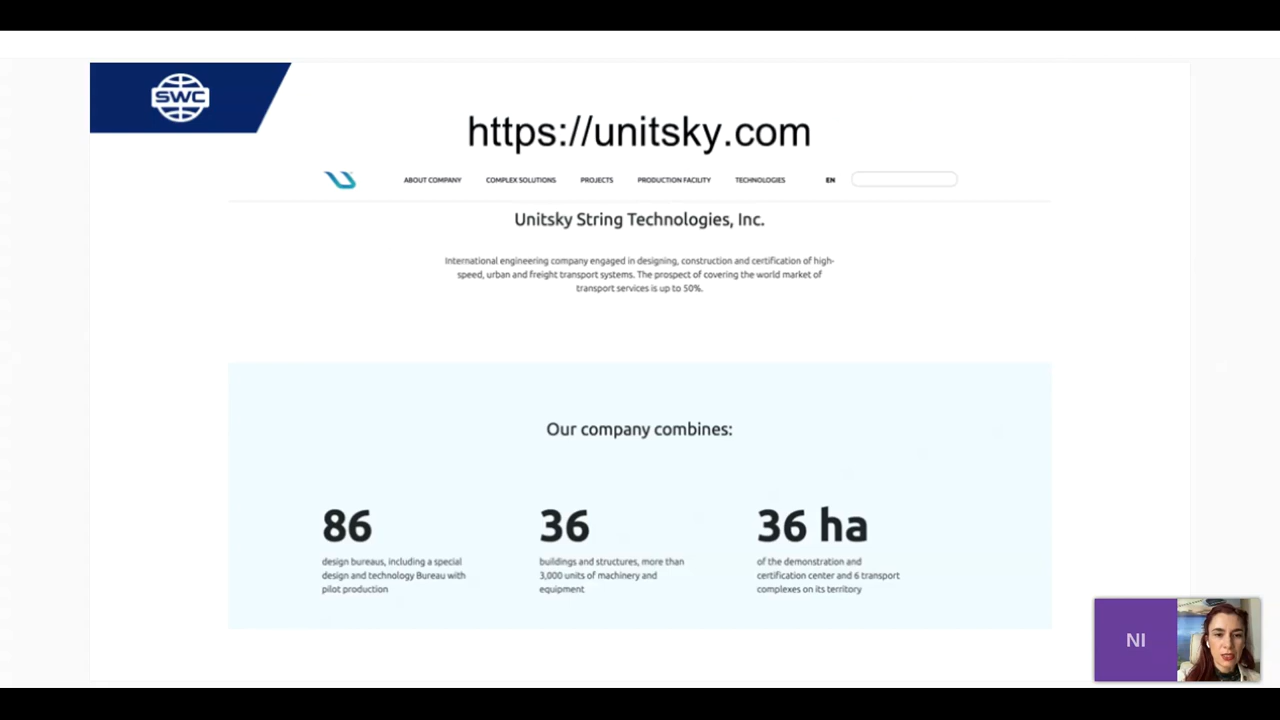 SWC
https://unitsky.com
ABOUT COMPANY COMPLEX SOLUTIONS PROJECTS PRODUCTION FACILITY TECHNOLOGIES EN
Unitsky String Technologies, Inc.
International engineering company engaged in designing, construction and certification of high-
speed, urban and freight transport systems. The prospect of covering the world market of
transport services is up to 50%.
Our company combines:
86
design bureaus, including a special
design and technology Bureau with
pilot production
36
buildings and structures, more than
3,000 units of machinery and
equipment
36 ha
of the demonstration and
certification center and 6 transport
complexes on its territory
NI